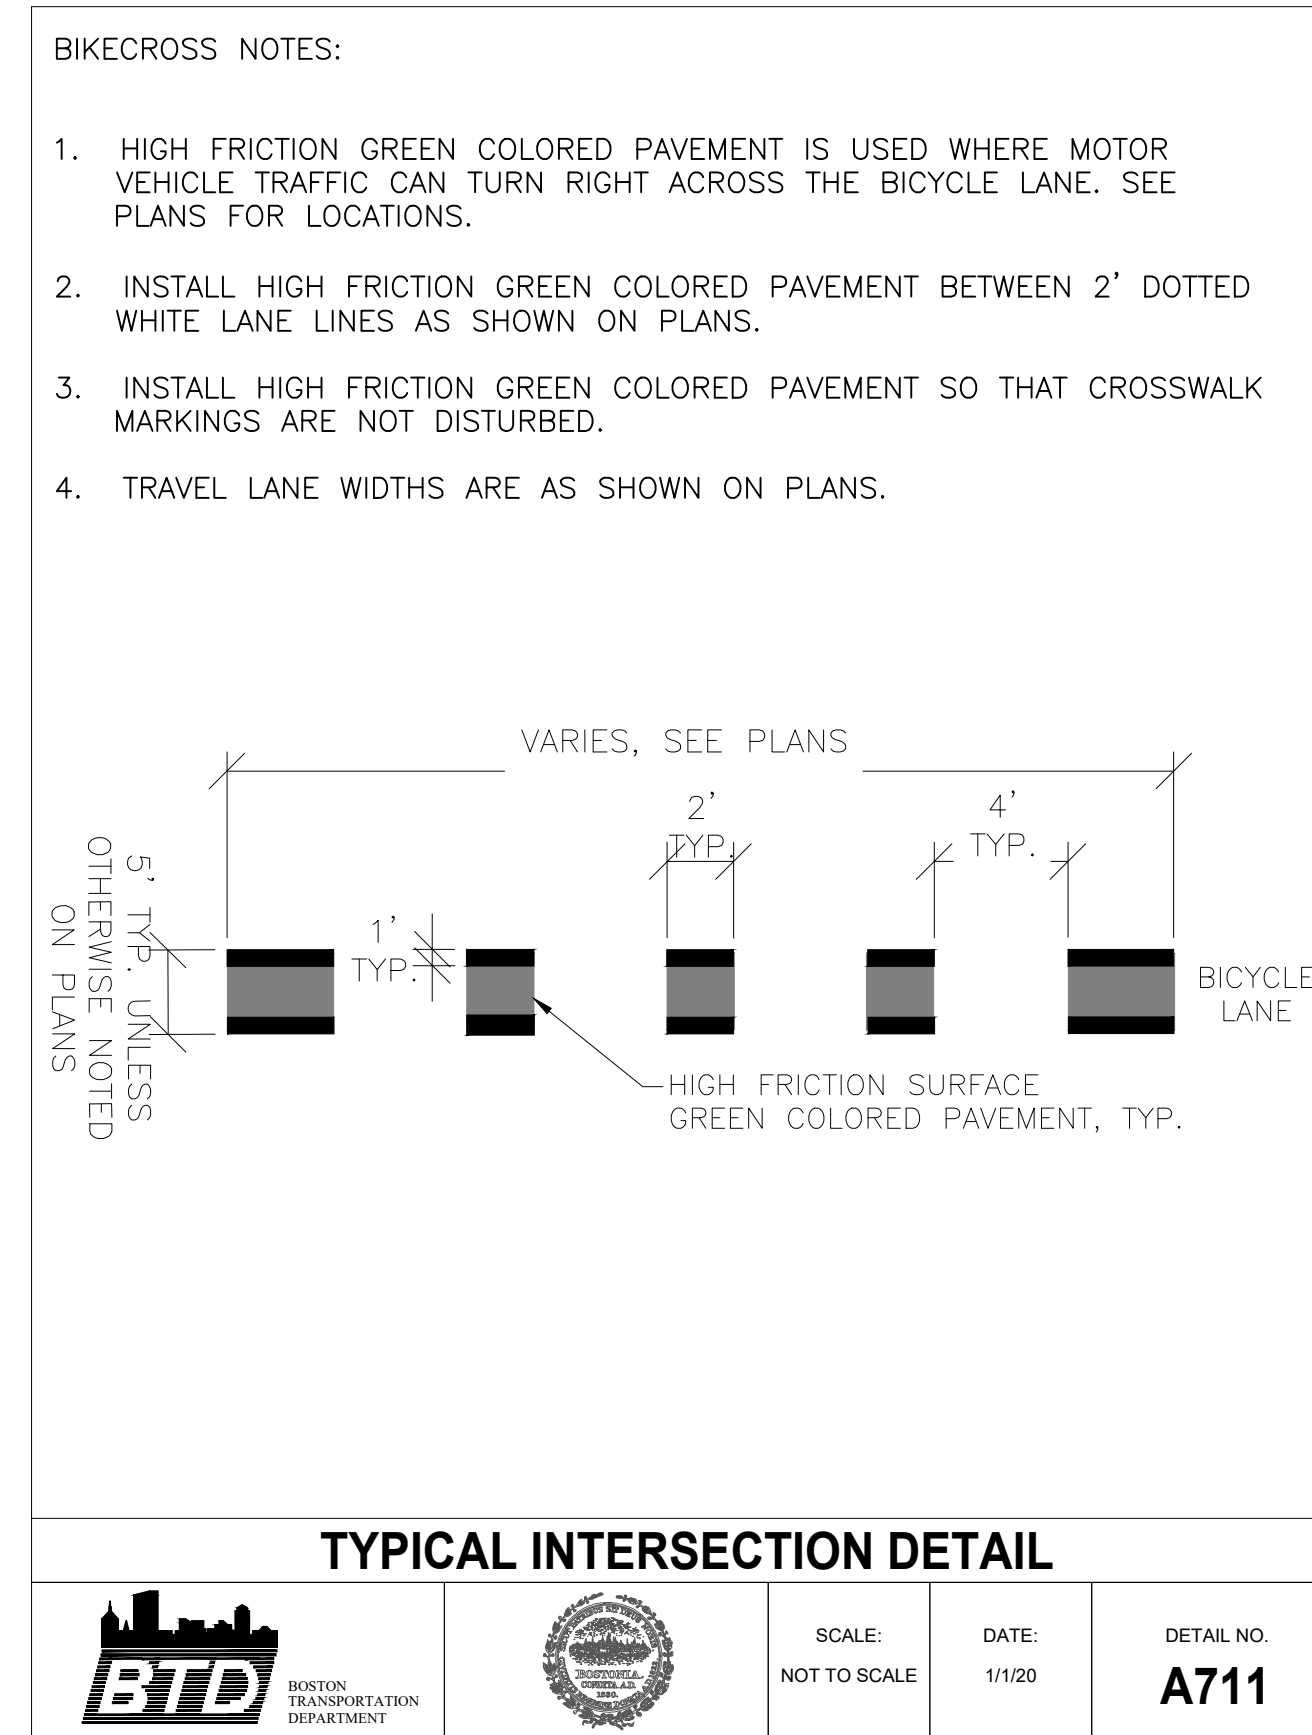 BIKECROSS NOTES:
1. HIGH FRICTION GREEN COLORED PAVEMENT IS USED WHERE MOTOR
VEHICLE TRAFFIC CAN TURN RIGHT ACROSS THE BICYCLE LANE. SEE
PLANS FOR LOCATIONS.
2. INSTALL HIGH FRICTION GREEN COLORED PAVEMENT BETWEEN 2' DOTTED
WHITE LANE LINES AS SHOWN ON PLANS.
3. INSTALL HIGH FRICTION GREEN COLORED PAVEMENT SO THAT CROSSWALK
MARKINGS ARE NOT DISTURBED.
4. TRAVEL LANE WIDTHS ARE AS SHOWN ON PLANS.
VARIES, SEE PLANS
2'
TYP.
4'
TYP.
5' TYP. UNLESS
OTHERWISE NOTED
ON PLANS
1'
TYP.
BICYCLE
LANE
HIGH FRICTION SURFACE
GREEN COLORED PAVEMENT, TYP.
TYPICAL INTERSECTION DETAIL
BTD
BOSTON
TRANSPORTATION
DEPARTMENT
BOSTONIA.
CONDITA A.D.
1630.
SCALE:
NOT TO SCALE
DATE:
1/1/20
DETAIL NO.
A711